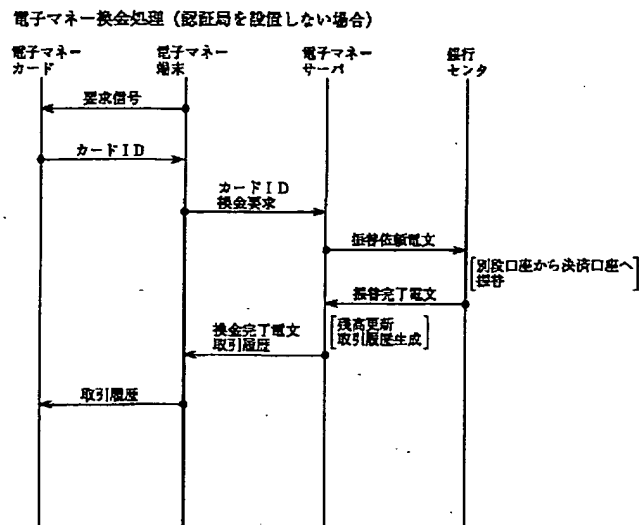 電子マネー換金処理（認証局を設置しない場合）
電子マネー
カード
電子マネー
端末
電子マネー
サーバ
銀行
センタ
要求信号
カードID
カードID
換金要求
振替依頼電文
[別段口座から決済口座へ
振替]
振替完了電文
[残高更新
取引履歴生成]
換金完了電文
取引履歴
取引履歴